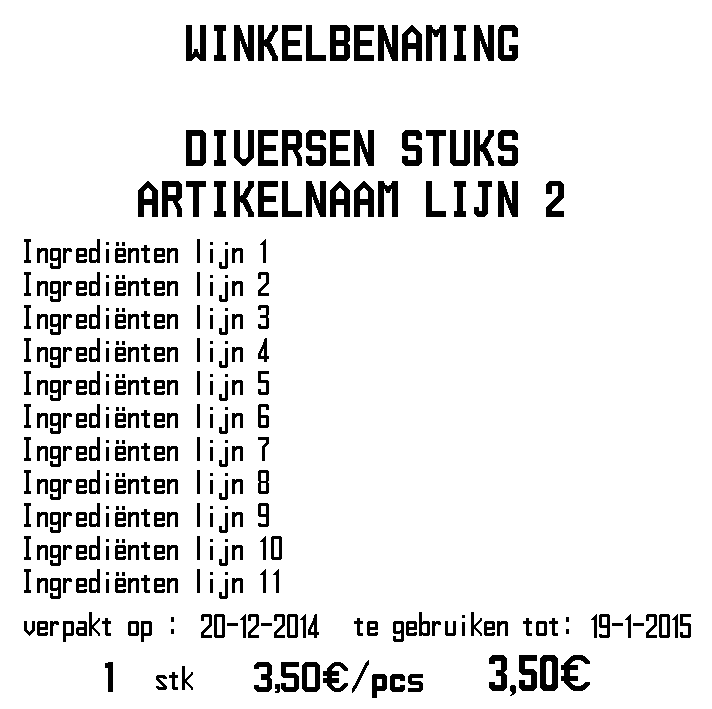 WINKELBENAMING
DIVERSEN STUKS
ARTIKELNAAM LIJN 2
Ingrediënten lijn 1
Ingrediënten lijn 2
Ingrediënten lijn 3
Ingrediënten lijn 4
Ingrediënten lijn 5
Ingrediënten lijn 6
Ingrediënten lijn 7
Ingrediënten lijn 8
Ingrediënten lijn 9
Ingrediënten lijn 10
Ingrediënten lijn 11
verpakt op : 20-12-2014 te gebruiken tot: 19-1-2015
1 stk 3,50€/pcs 3,50€